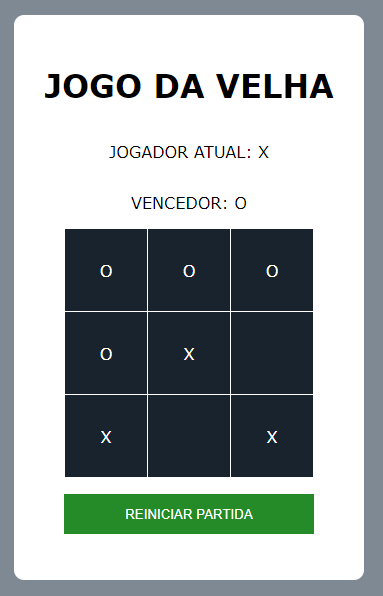 JOGO DA VELHA
JOGADOR ATUAL: X
VENCEDOR: O
O O O
O X
X X
REINICIAR PARTIDA